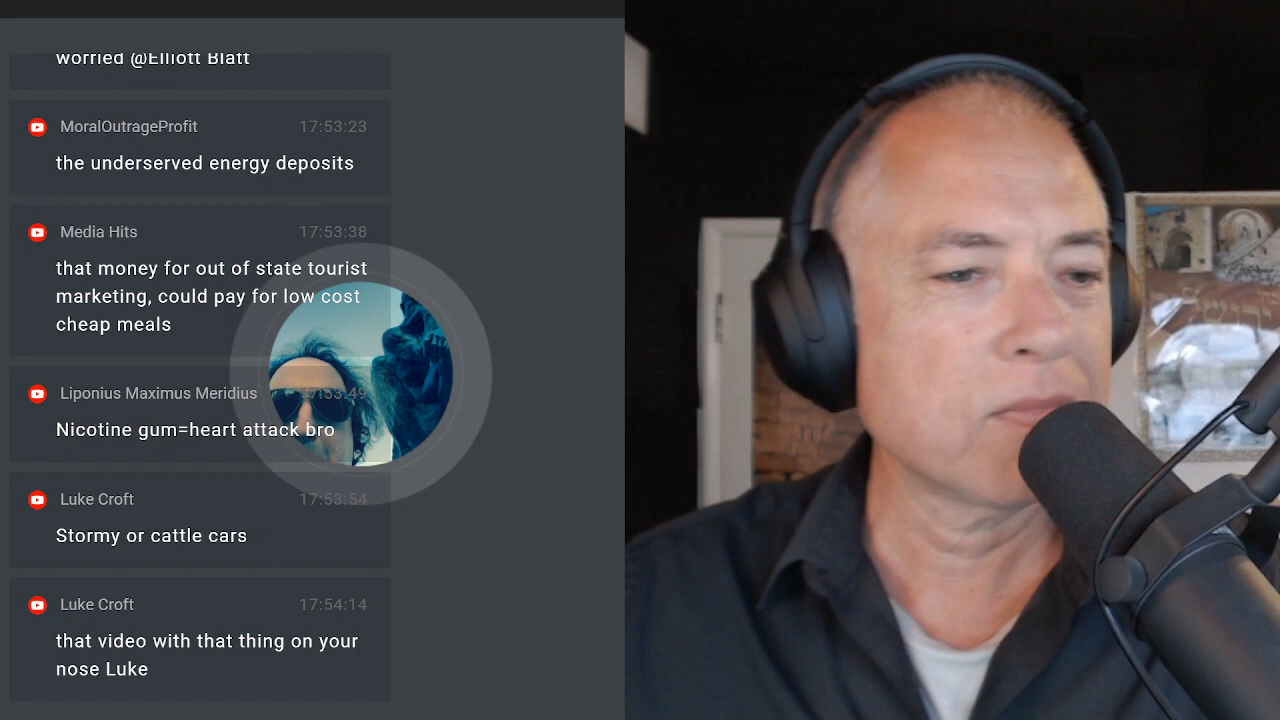 worried @Elliott Blatt
MoralOutrageProfit 17:53:23
the underserved energy deposits
Media Hits 17:53:38
that money for out of state tourist
marketing, could pay for low cost
cheap meals
Liponius Maximus Meridius 17:53:49
Nicotine gum=heart attack bro
Luke Croft 17:53:54
Stormy or cattle cars
Luke Croft 17:54:14
that video with that thing on your
nose Luke